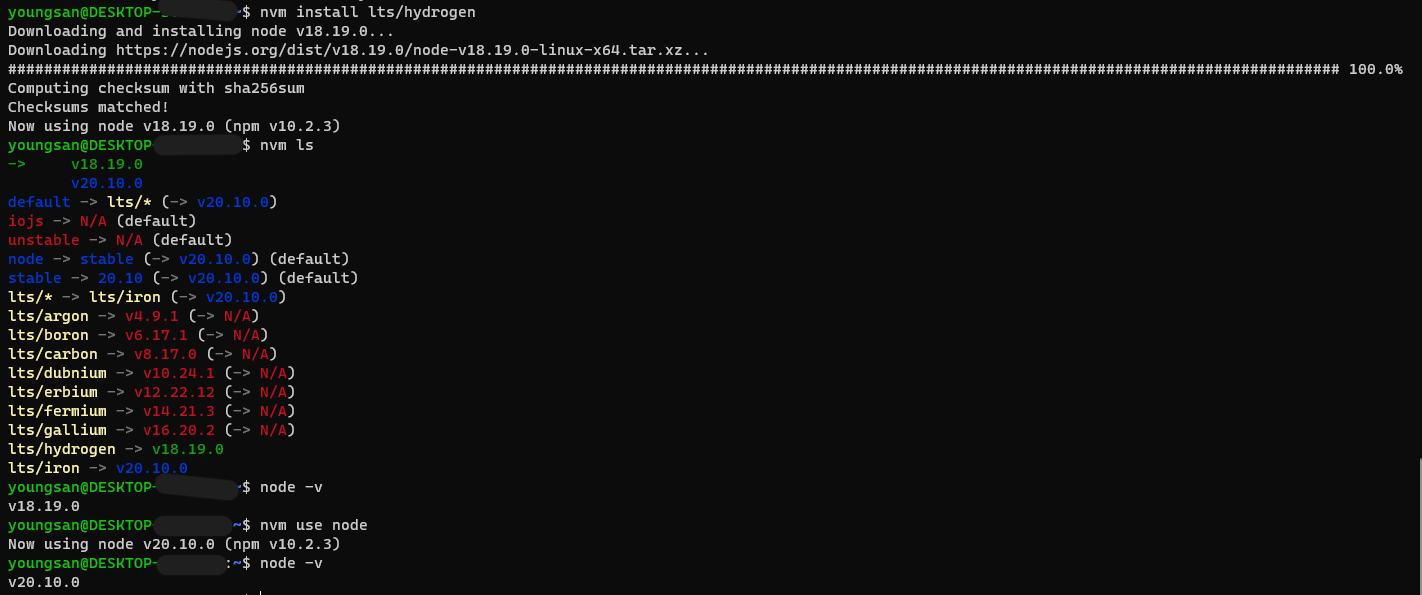 youngsan@DESKTOP- ~$ nvm install lts/hydrogen
Downloading and installing node v18.19.0...
Downloading https://nodejs.org/dist/v18.19.0/node-v18.19.0-linux-x64.tar.xz...
#################################################################################################################################################### 100.0%
Computing checksum with sha256sum
Checksums matched!
Now using node v18.19.0 (npm v10.2.3)
youngsan@DESKTOP $ nvm ls
->      v18.19.0
        v20.10.0
default -> lts/* (-> v20.10.0)
iojs -> N/A (default)
unstable -> N/A (default)
node -> stable (-> v20.10.0) (default)
stable -> 20.10 (-> v20.10.0) (default)
lts/* -> lts/iron (-> v20.10.0)
lts/argon -> v4.9.1 (-> N/A)
lts/boron -> v6.17.1 (-> N/A)
lts/carbon -> v8.17.0 (-> N/A)
lts/dubnium -> v10.24.1 (-> N/A)
lts/erbium -> v12.22.12 (-> N/A)
lts/fermium -> v14.21.3 (-> N/A)
lts/gallium -> v16.20.2 (-> N/A)
lts/hydrogen -> v18.19.0
lts/iron -> v20.10.0
youngsan@DESKTOP- ~$ node -v
v18.19.0
youngsan@DESKTOP ~$ nvm use node
Now using node v20.10.0 (npm v10.2.3)
youngsan@DESKTOP- :~$ node -v
v20.10.0